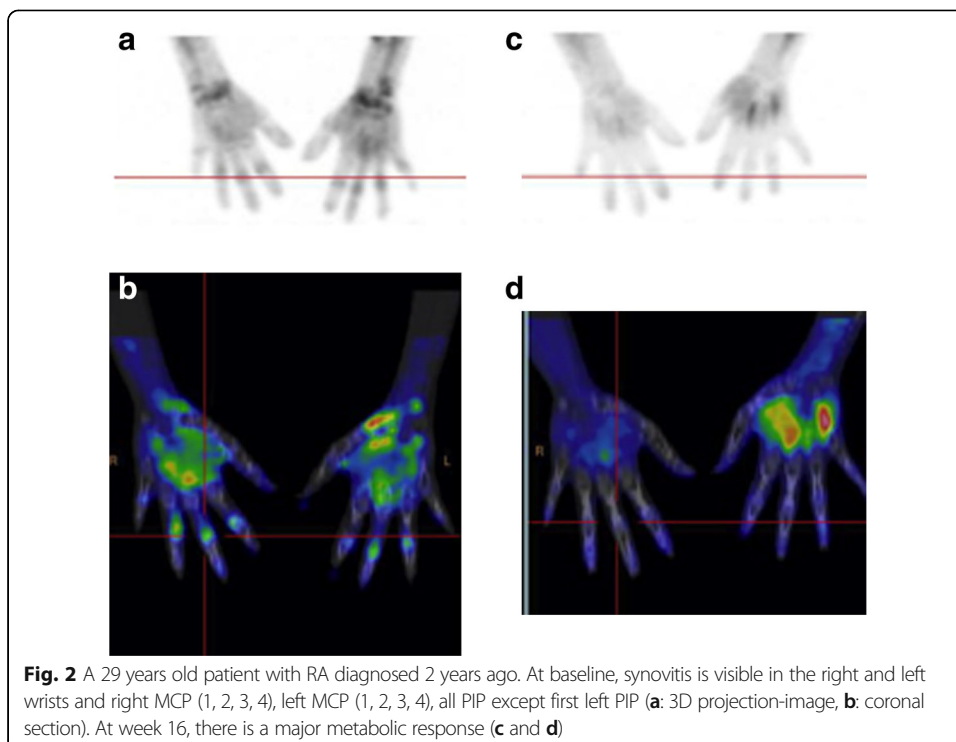 a
c
b
d
R
L
R
Fig. 2 A 29 years old patient with RA diagnosed 2 years ago. At baseline, synovitis is visible in the right and left
wrists and right MCP (1, 2, 3, 4), left MCP (1, 2, 3, 4), all PIP except first left PIP (a: 3D projection-image, b: coronal
section). At week 16, there is a major metabolic response (c and d)